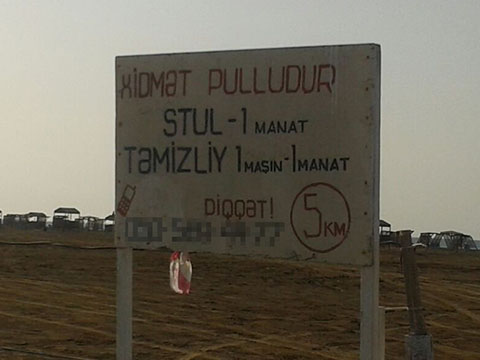 XİDMƏT PULLUDUR
STUL - 1 MANAT
TƏMİZLİY 1 MAŞIN - 1 MANAT
DİQQƏT!
5 KM